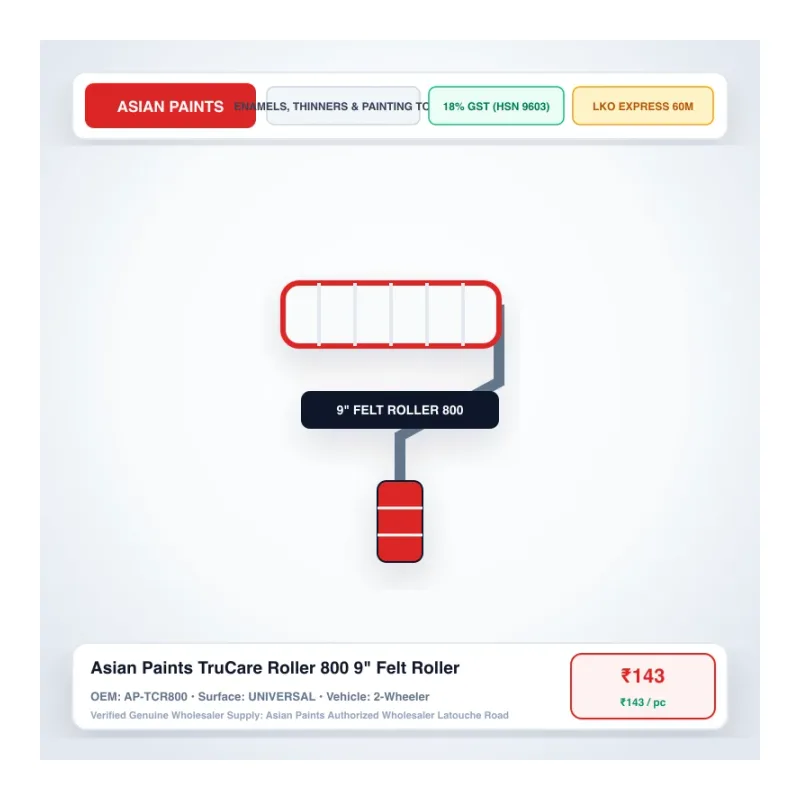 ASIAN PAINTS
ENAMELS, THINNERS & PAINTING TO
18% GST (HSN 9603)
LKO EXPRESS 60M
9" FELT ROLLER 800
Asian Paints TruCare Roller 800 9" Felt Roller
OEM: AP-TCR800 • Surface: UNIVERSAL • Vehicle: 2-Wheeler
Verified Genuine Wholesaler Supply: Asian Paints Authorized Wholesaler Latouche Road
₹143
₹143 / pc